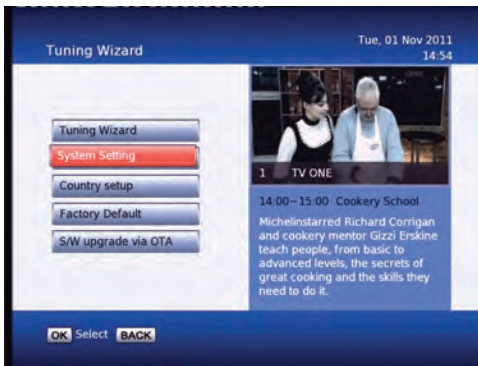 Tuning Wizard
Tue, 01 Nov 2011
14:54
Tuning Wizard
System Setting
Country setup
Factory Default
S/W upgrade via OTA
1 TV ONE
14:00~15:00 Cookery School
Michelinstarred Richard Corrigan
and cookery mentor Gizzi Erskine
teach people, from basic to
advanced levels, the secrets of
great cooking and the skills they
need to do it.
OK Select BACK